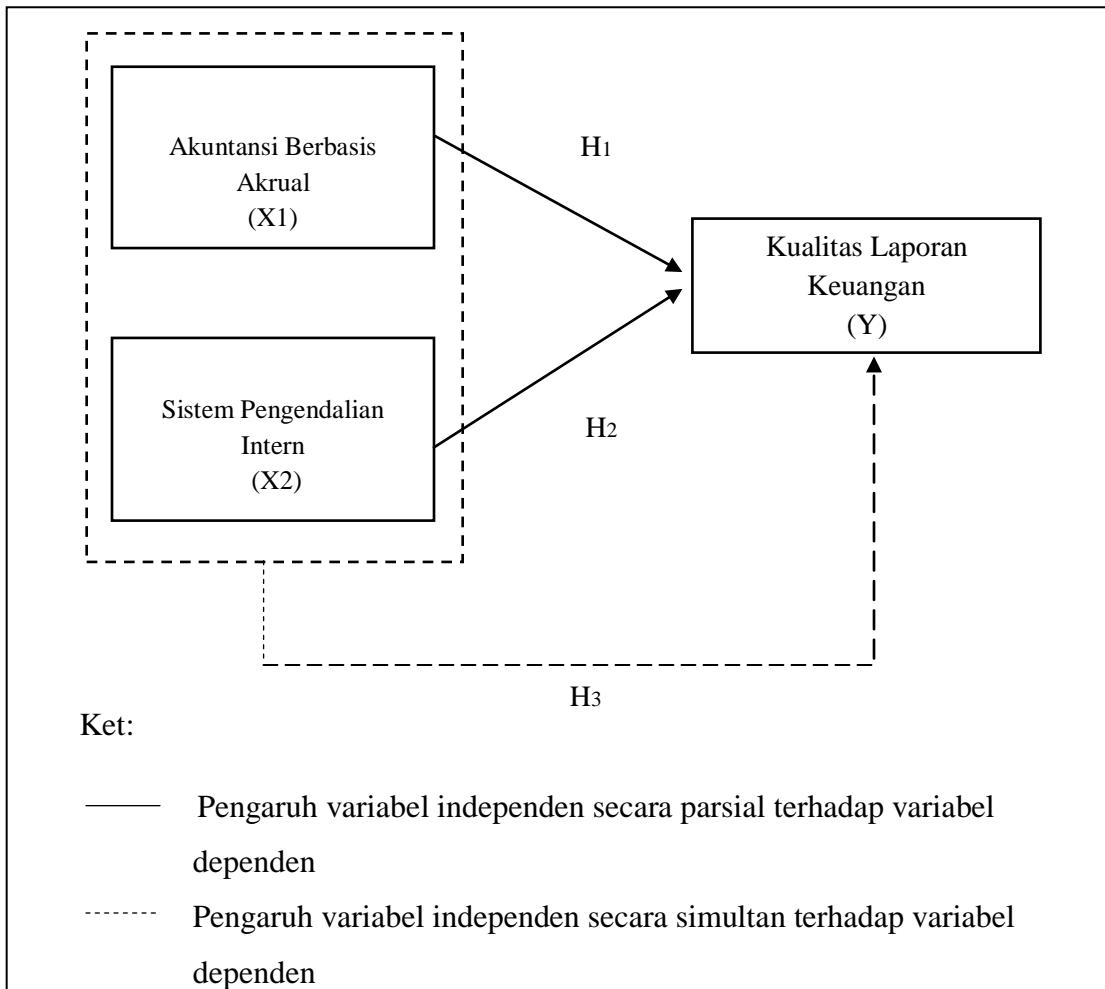 Akuntansi Berbasis
Akrual
(X1)
H1
Kualitas Laporan
Keuangan
(Y)
Sistem Pengendalian
Intern
(X2)
H2
H3
Ket:
Pengaruh variabel independen secara parsial terhadap variabel
dependen
Pengaruh variabel independen secara simultan terhadap variabel
dependen